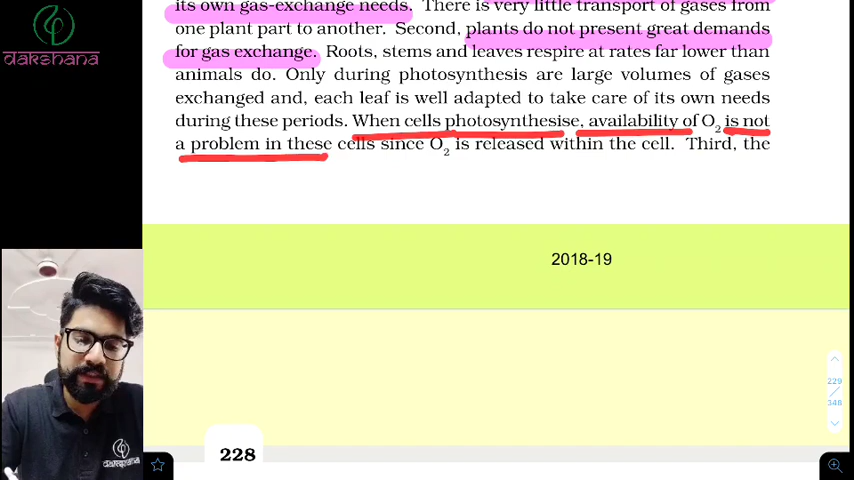 dakshana
its own gas-exchange needs. There is very little transport of gases from
one plant part to another. Second, plants do not present great demands
for gas exchange. Roots, stems and leaves respire at rates far lower than
animals do. Only during photosynthesis are large volumes of gases
exchanged and, each leaf is well adapted to take care of its own needs
during these periods. When cells photosynthesise, availability of O2 is not
a problem in these cells since O2 is released within the cell. Third, the
2018-19
229
/
346
228
dakshana